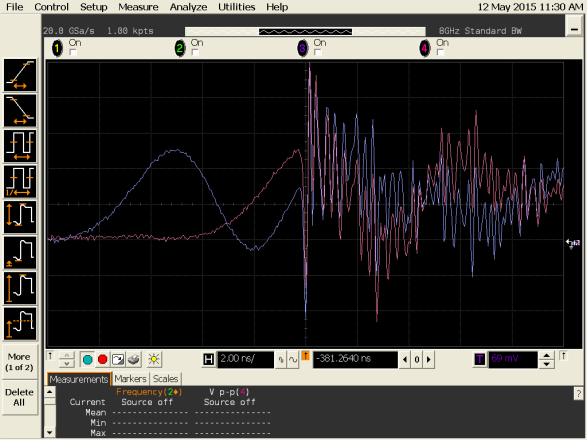 File Control Setup Measure Analyze Utilities Help 12 May 2015 11:30 AM
20.0 GSa/s 1.00 kpts 8GHz Standard BW
1 On 2 On 3 On 4 On
1/
More
(1 of 2)
Delete
All
H 2.00 ns/ -381.2640 ns 0 T 69 mV
Measurements Markers Scales
Frequency(2) V p-p(4) ?
Current Source off Source off
Mean --------------- ---------------
Min --------------- ---------------
Max --------------- ---------------